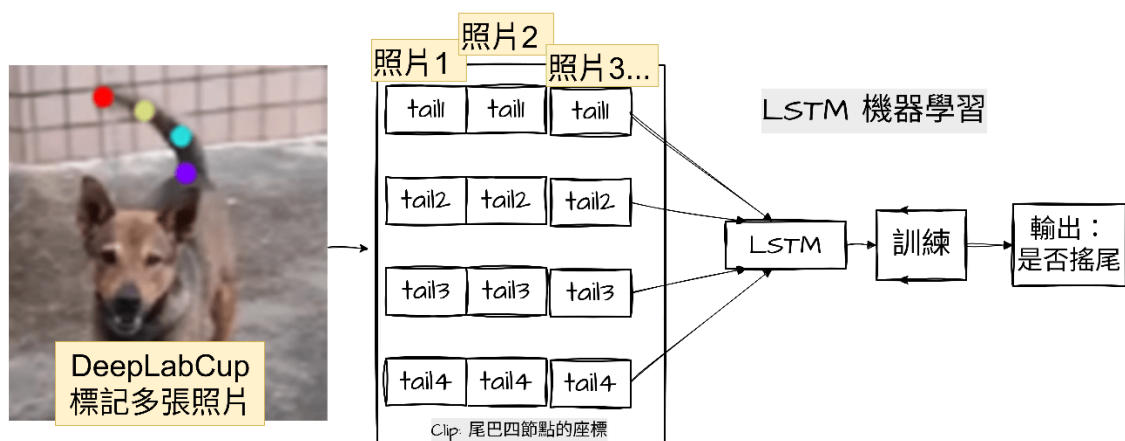 照片1
照片2
照片3...
tail1
tail1
tail1
tail2
tail2
tail2
tail3
tail3
tail3
tail4
tail4
tail4
Clip: 尾巴四節點的座標
DeepLabCup
標記多張照片
LSTM 機器學習
LSTM
訓練
輸出：
是否搖尾